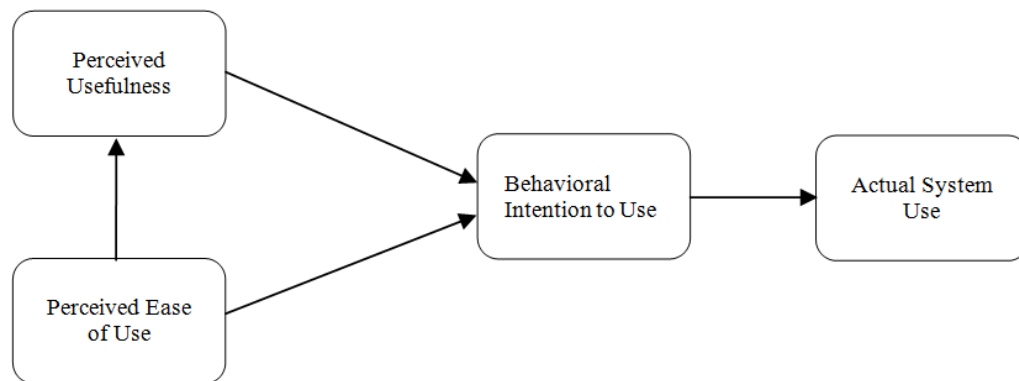 Perceived
Usefulness
Behavioral
Intention to Use
Actual System
Use
Perceived Ease
of Use